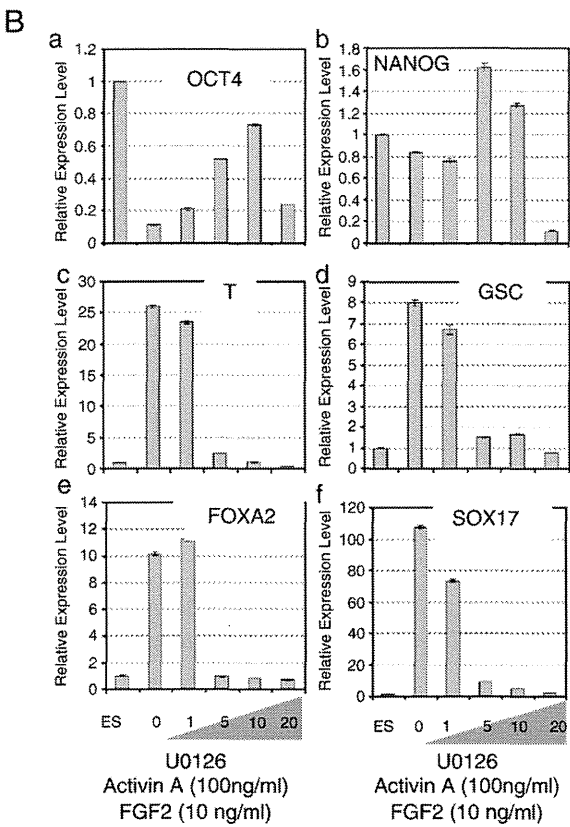 B
a
b
Relative Expression Level
1.2
1
0.8
0.6
0.4
0.2
0
OCT4
Relative Expression Level
1.8
1.6
1.4
1.2
1.0
0.8
0.6
0.4
0.2
0
NANOG
c
d
Relative Expression Level
30
25
20
15
10
5
0
T
Relative Expression Level
9
8
7
6
5
4
3
2
1
0
GSC
e
f
Relative Expression Level
14
12
10
8
6
4
2
0
FOXA2
Relative Expression Level
120
100
80
60
40
20
0
SOX17
ES 0 1 5 10 20
ES 0 1 5 10 20
U0126
Activin A (100ng/ml)
FGF2 (10 ng/ml)
U0126
Activin A (100ng/ml)
FGF2 (10 ng/ml)